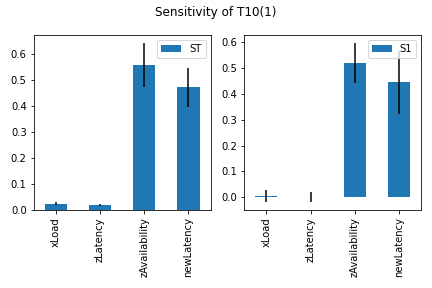 Sensitivity of T10(1)
ST
0.6
0.5
0.4
0.3
0.2
0.1
0.0
xLoad
zLatency
zAvailability
newLatency
S1
0.6
0.5
0.4
0.3
0.2
0.1
0.0
xLoad
zLatency
zAvailability
newLatency